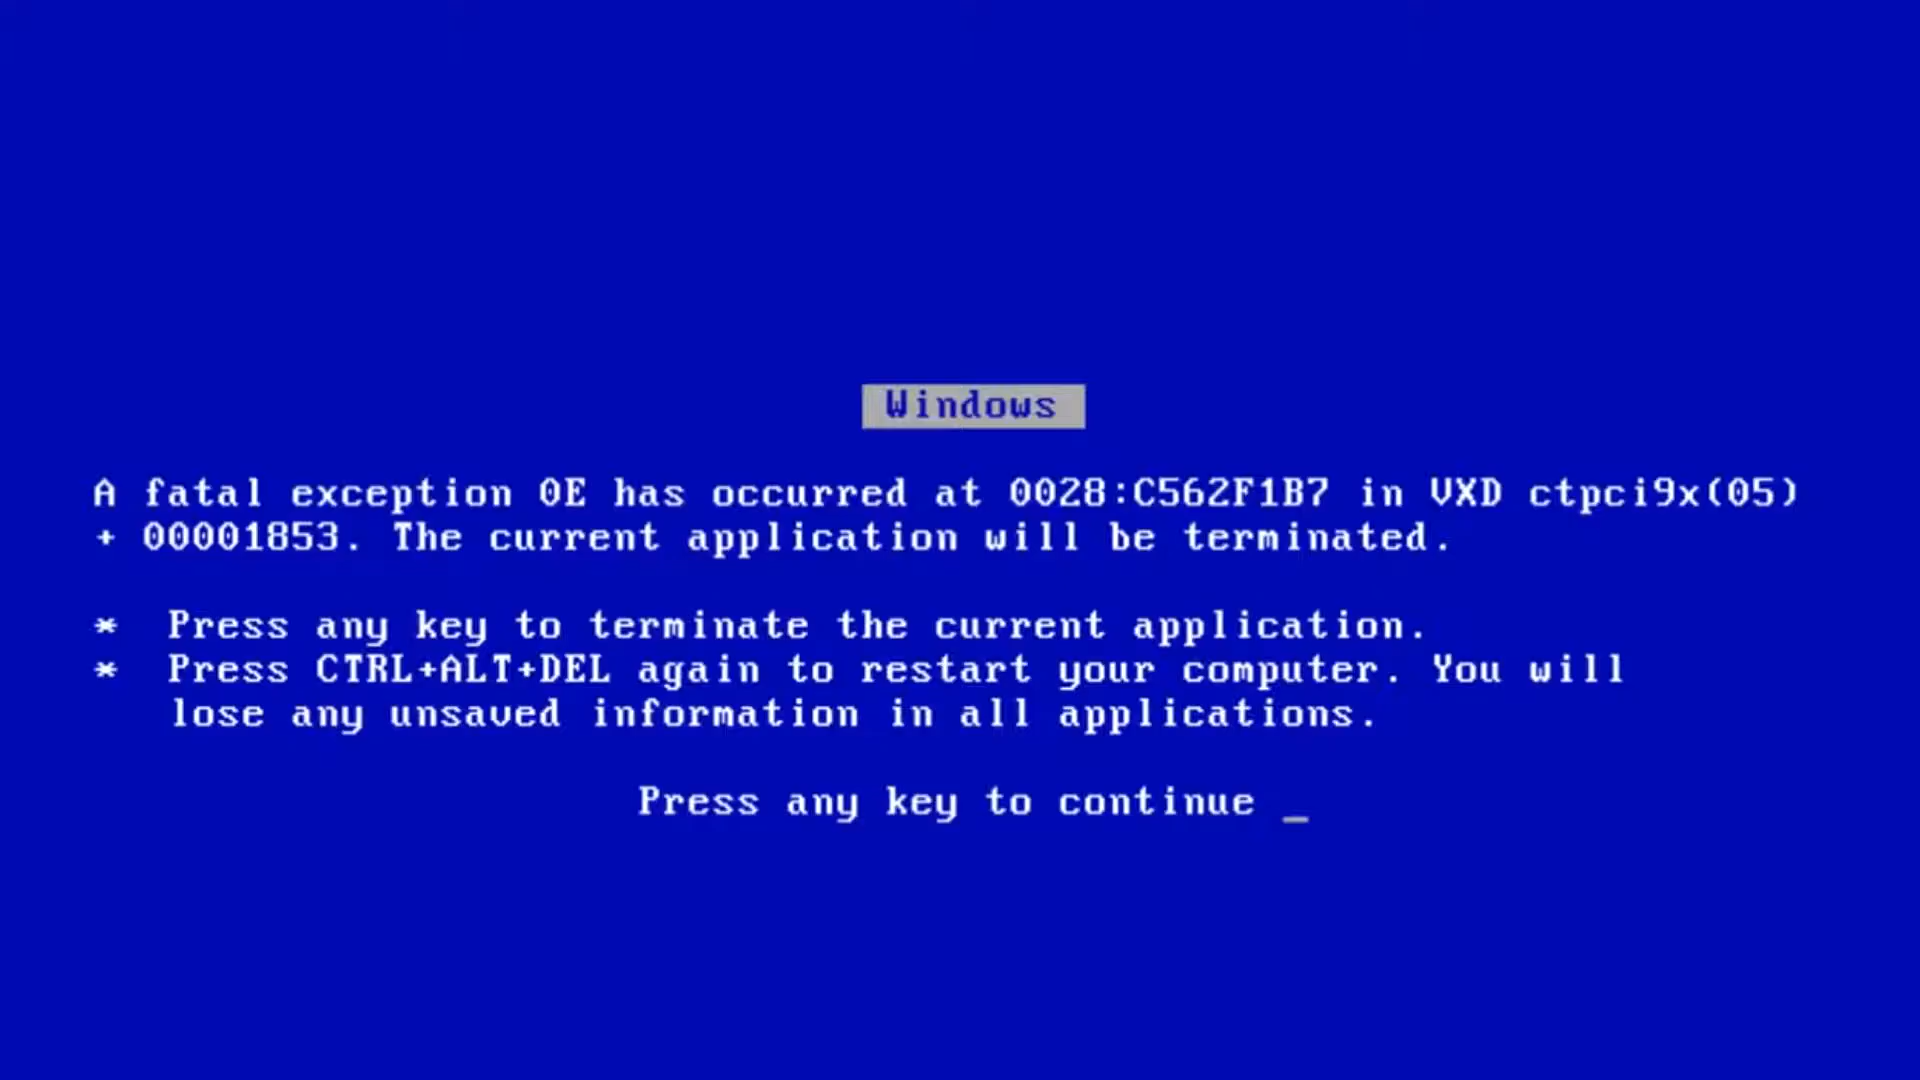 Windows
A fatal exception 0E has occurred at 0028:C562F1B7 in VXD ctpci9x(05)
+ 00001853. The current application will be terminated.
* Press any key to terminate the current application.
* Press CTRL+ALT+DEL again to restart your computer. You will
lose any unsaved information in all applications.
Press any key to continue _